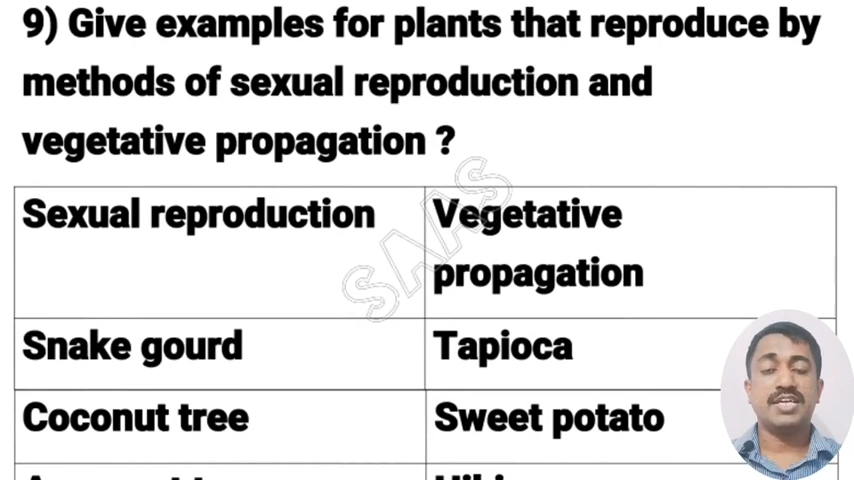 9) Give examples for plants that reproduce by
methods of sexual reproduction and
vegetative propagation ?
SAAS
Sexual reproduction Vegetative
propagation
Snake gourd Tapioca
Coconut tree Sweet potato